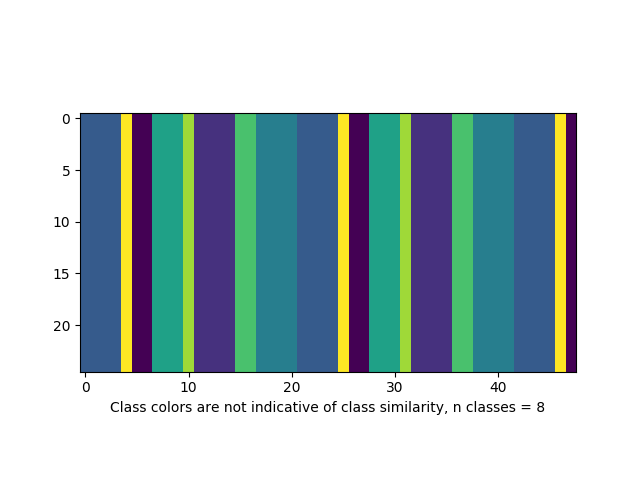 0
5
10
15
20
0 10 20 30 40
Class colors are not indicative of class similarity, n classes = 8